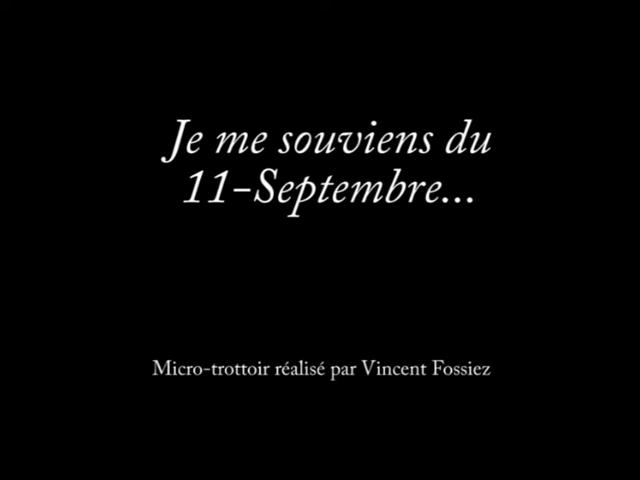 Je me souviens du
11-Septembre...
Micro-trottoir réalisé par Vincent Fossiez